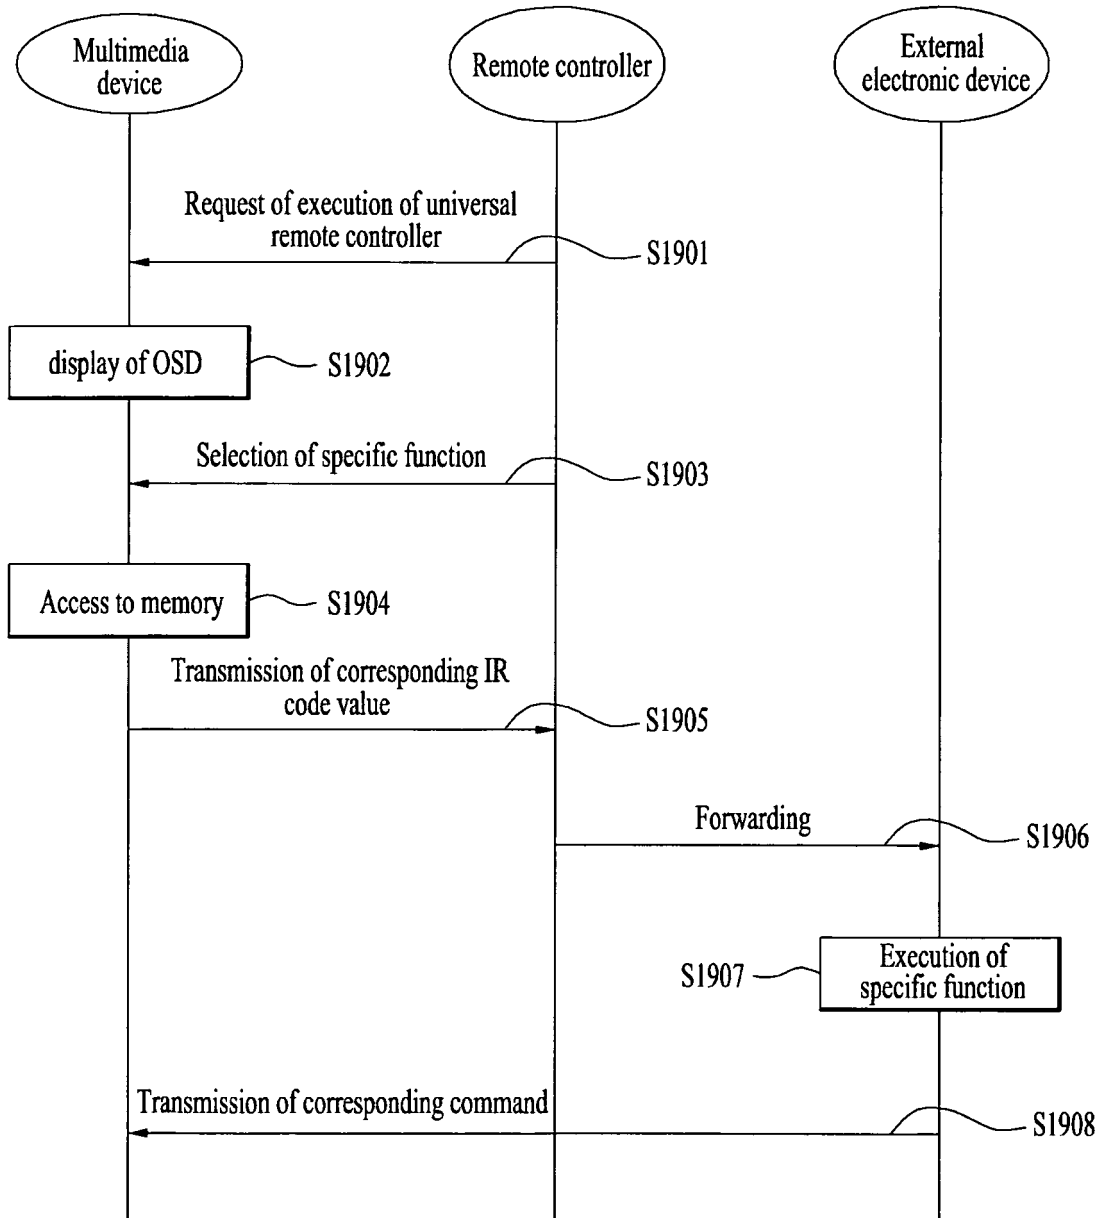 Multimedia
device
Remote controller
External
electronic device
Request of execution of universal
remote controller
S1901
display of OSD
S1902
Selection of specific function
S1903
Access to memory
S1904
Transmission of corresponding IR
code value
S1905
Forwarding
S1906
S1907
Execution of
specific function
Transmission of corresponding command
S1908